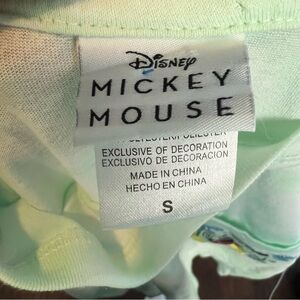 Disney
MICKEY
MOUSE
EXCLUSIVE OF DECORATION
EXCLUSIVO DE DECORACION
MADE IN CHINA
HECHO EN CHINA
S